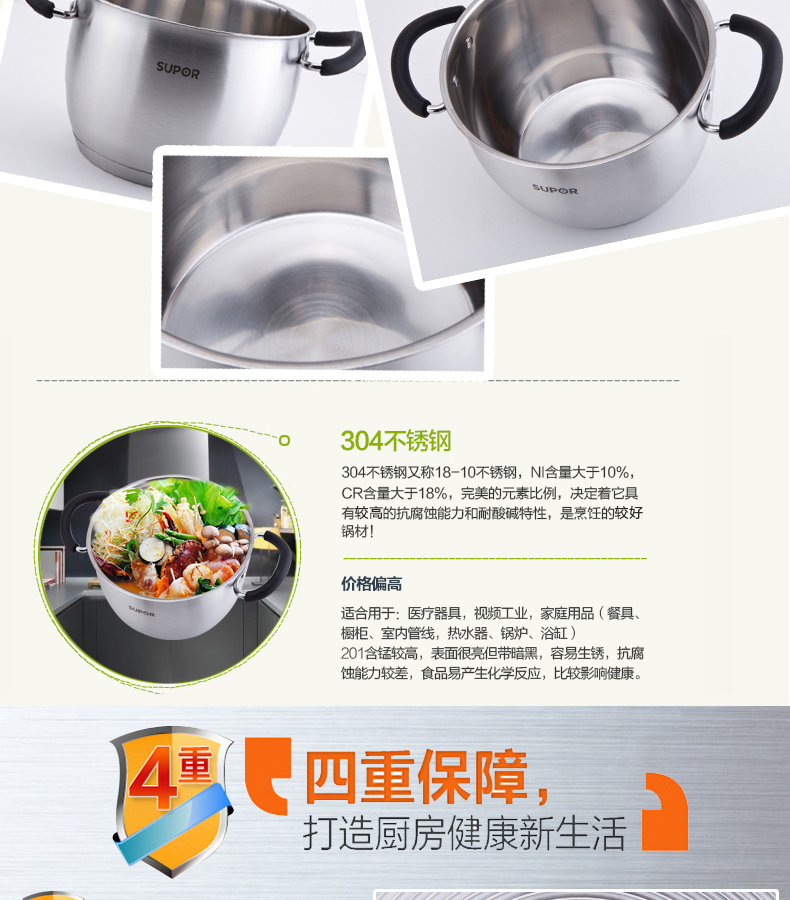 SUPOR
SUPOR
304不锈钢
304不锈钢又称18-10不锈钢，NI含量大于10%，
CR含量大于18%，完美的元素比例，决定着它具
有较高的抗腐蚀能力和耐酸碱特性，是烹饪的较好
锅材！
SUPOR
价格偏高
适合用于：医疗器具，视频工业，家庭用品（餐具、
橱柜、室内管线，热水器、锅炉、浴缸）
201含锰较高，表面很亮但带暗黑，容易生锈，抗腐
蚀能力较差，食品易产生化学反应，比较影响健康。
4重
四重保障，
打造厨房健康新生活